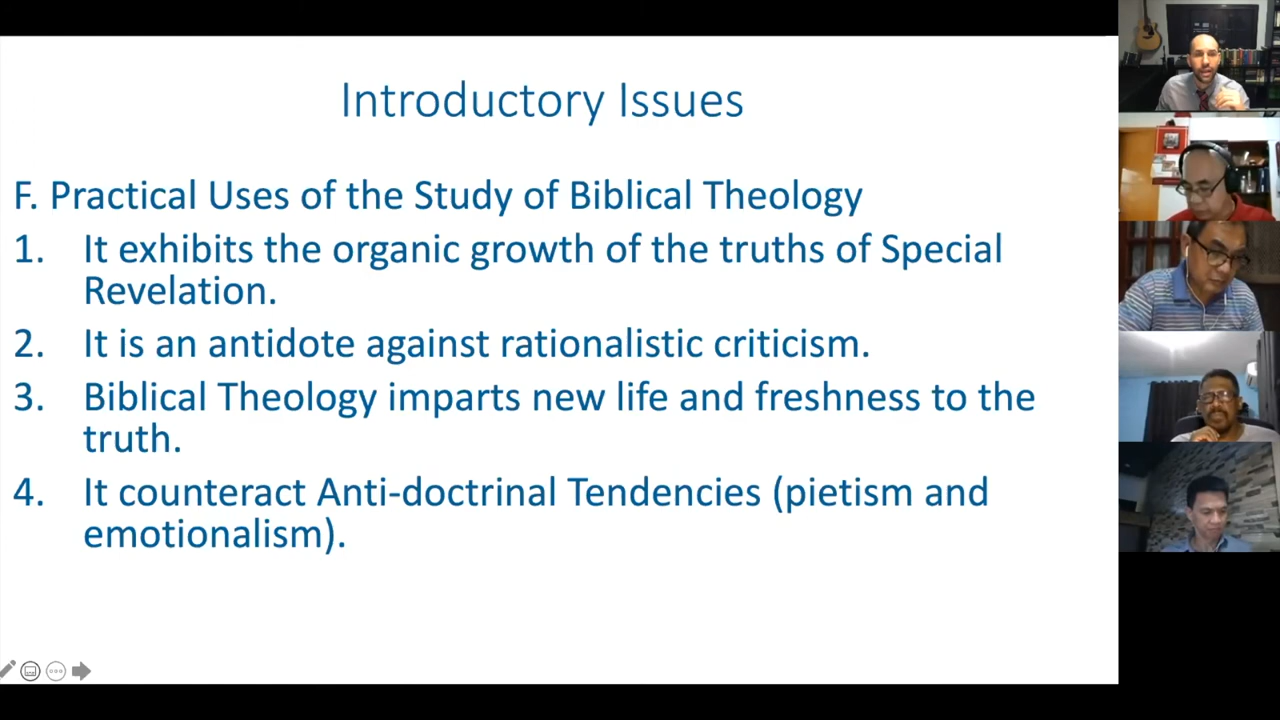 Introductory Issues
F. Practical Uses of the Study of Biblical Theology
1. It exhibits the organic growth of the truths of Special
Revelation.
2. It is an antidote against rationalistic criticism.
3. Biblical Theology imparts new life and freshness to the
truth.
4. It counteract Anti-doctrinal Tendencies (pietism and
emotionalism).